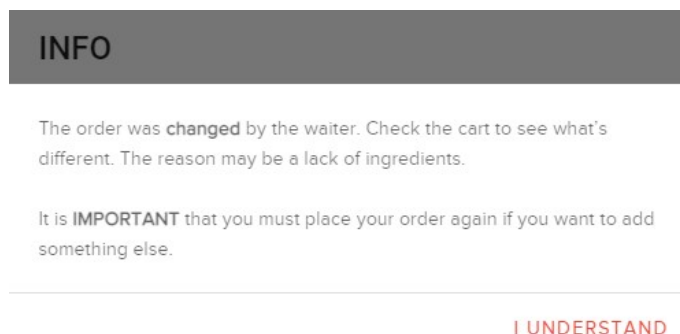 INFO
The order was changed by the waiter. Check the cart to see what's
different. The reason may be a lack of ingredients.
It is IMPORTANT that you must place your order again if you want to add
something else.
I UNDERSTAND